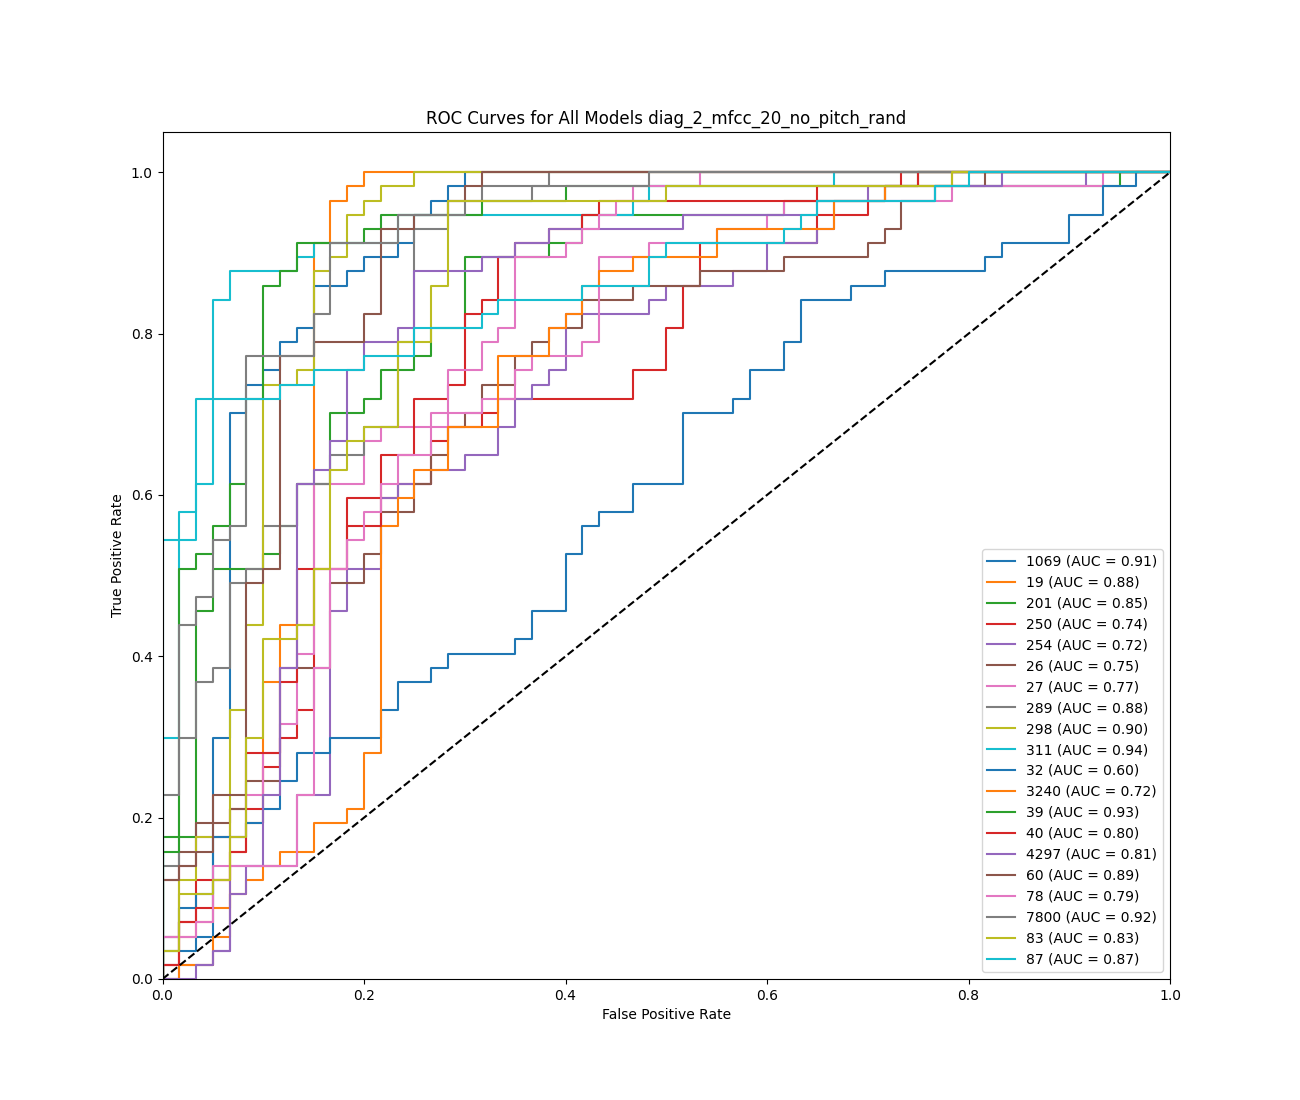 ROC Curves for All Models diag_2_mfcc_20_no_pitch_rand
1.0
0.8
0.6
0.4
0.2
0.0
True Positive Rate
0.0 0.2 0.4 0.6 0.8 1.0
False Positive Rate
1069 (AUC = 0.91)
19 (AUC = 0.88)
201 (AUC = 0.85)
250 (AUC = 0.74)
254 (AUC = 0.72)
26 (AUC = 0.75)
27 (AUC = 0.77)
289 (AUC = 0.88)
298 (AUC = 0.90)
311 (AUC = 0.94)
32 (AUC = 0.60)
3240 (AUC = 0.72)
39 (AUC = 0.93)
40 (AUC = 0.80)
4297 (AUC = 0.81)
60 (AUC = 0.89)
78 (AUC = 0.79)
7800 (AUC = 0.92)
83 (AUC = 0.83)
87 (AUC = 0.87)